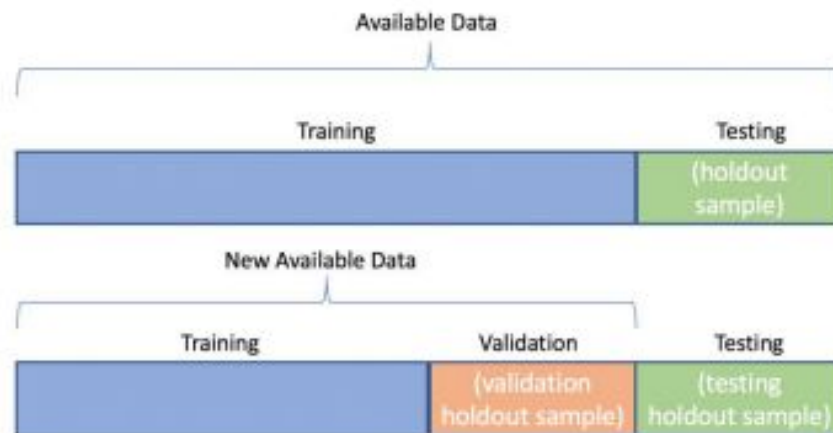 Available Data
Training Testing
(holdout
sample)
New Available Data
Training Validation Testing
(validation (testing
holdout sample) holdout sample)